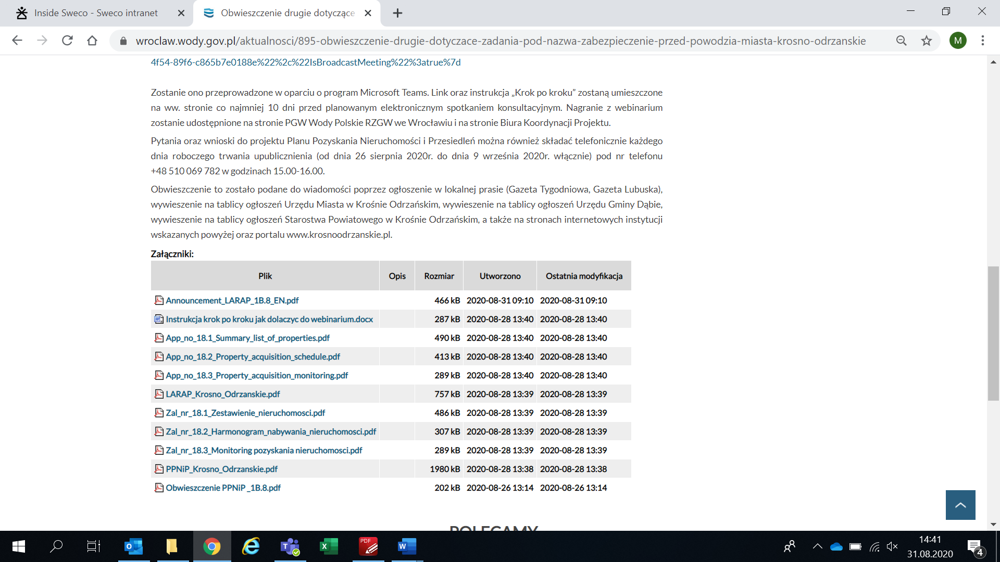 Inside Sweco - Sweco intranet
Obwieszczenie drugie dotyczące
wroclaw.wody.gov.pl/aktualnosci/895-obwieszczenie-drugie-dotyczace-zadania-pod-nazwa-zabezpieczenie-przed-powodzia-miasta-krosno-odrzanskie
M
4f54-89f6-c865b7e0188e%22%2c%22IsBroadcastMeeting%22%3atrue%7d
Zostanie ono przeprowadzone w oparciu o program Microsoft Teams. Link oraz instrukcja „Krok po kroku” zostaną umieszczone
na ww. stronie co najmniej 10 dni przed planowanym elektronicznym spotkaniem konsultacyjnym. Nagranie z webinarium
zostanie udostępnione na stronie PGW Wody Polskie RZGW we Wrocławiu i na stronie Biura Koordynacji Projektu.
Pytania oraz wnioski do projektu Planu Pozyskania Nieruchomości i Przesiedleń można również składać telefonicznie każdego
dnia roboczego trwania upublicznienia (od dnia 26 sierpnia 2020r. do dnia 9 września 2020r. włącznie) pod nr telefonu
+48 510 069 782 w godzinach 15.00-16.00.
Obwieszczenie to zostało podane do wiadomości poprzez ogłoszenie w lokalnej prasie (Gazeta Tygodniowa, Gazeta Lubuska),
wywieszenie na tablicy ogłoszeń Urzędu Miasta w Krośnie Odrzańskim, wywieszenie na tablicy ogłoszeń Urzędu Gminy Dąbie,
wywieszenie na tablicy ogłoszeń Starostwa Powiatowego w Krośnie Odrzańskim, a także na stronach internetowych instytucji
wskazanych powyżej oraz portalu www.krosnoodrzanskie.pl.
Załączniki:
Plik Opis Rozmiar Utworzono Ostatnia modyfikacja
Announcement_LARAP_1B.8_EN.pdf 466 kB 2020-08-31 09:10 2020-08-31 09:10
Instrukcja krok po kroku jak dolaczyc do webinarium.docx 287 kB 2020-08-28 13:40 2020-08-28 13:40
App_no_18.1_Summary_list_of_properties.pdf 490 kB 2020-08-28 13:40 2020-08-28 13:40
App_no_18.2_Property_acquisition_schedule.pdf 413 kB 2020-08-28 13:40 2020-08-28 13:40
App_no_18.3_Property_acquisition_monitoring.pdf 289 kB 2020-08-28 13:40 2020-08-28 13:40
LARAP_Krosno_Odrzanskie.pdf 757 kB 2020-08-28 13:39 2020-08-28 13:39
Zal_nr_18.1_Zestawienie_nieruchomosci.pdf 486 kB 2020-08-28 13:39 2020-08-28 13:39
Zal_nr_18.2_Harmonogram_nabywania_nieruchomosci.pdf 307 kB 2020-08-28 13:39 2020-08-28 13:39
Zal_nr_18.3_Monitoring pozyskania nieruchomosci.pdf 289 kB 2020-08-28 13:39 2020-08-28 13:39
PPNiP_Krosno_Odrzanskie.pdf 1980 kB 2020-08-28 13:38 2020-08-28 13:38
Obwieszczenie PPNiP _1B.8.pdf 202 kB 2020-08-26 13:14 2020-08-26 13:14
POLECAMY
PDF
14:41
31.08.2020
4